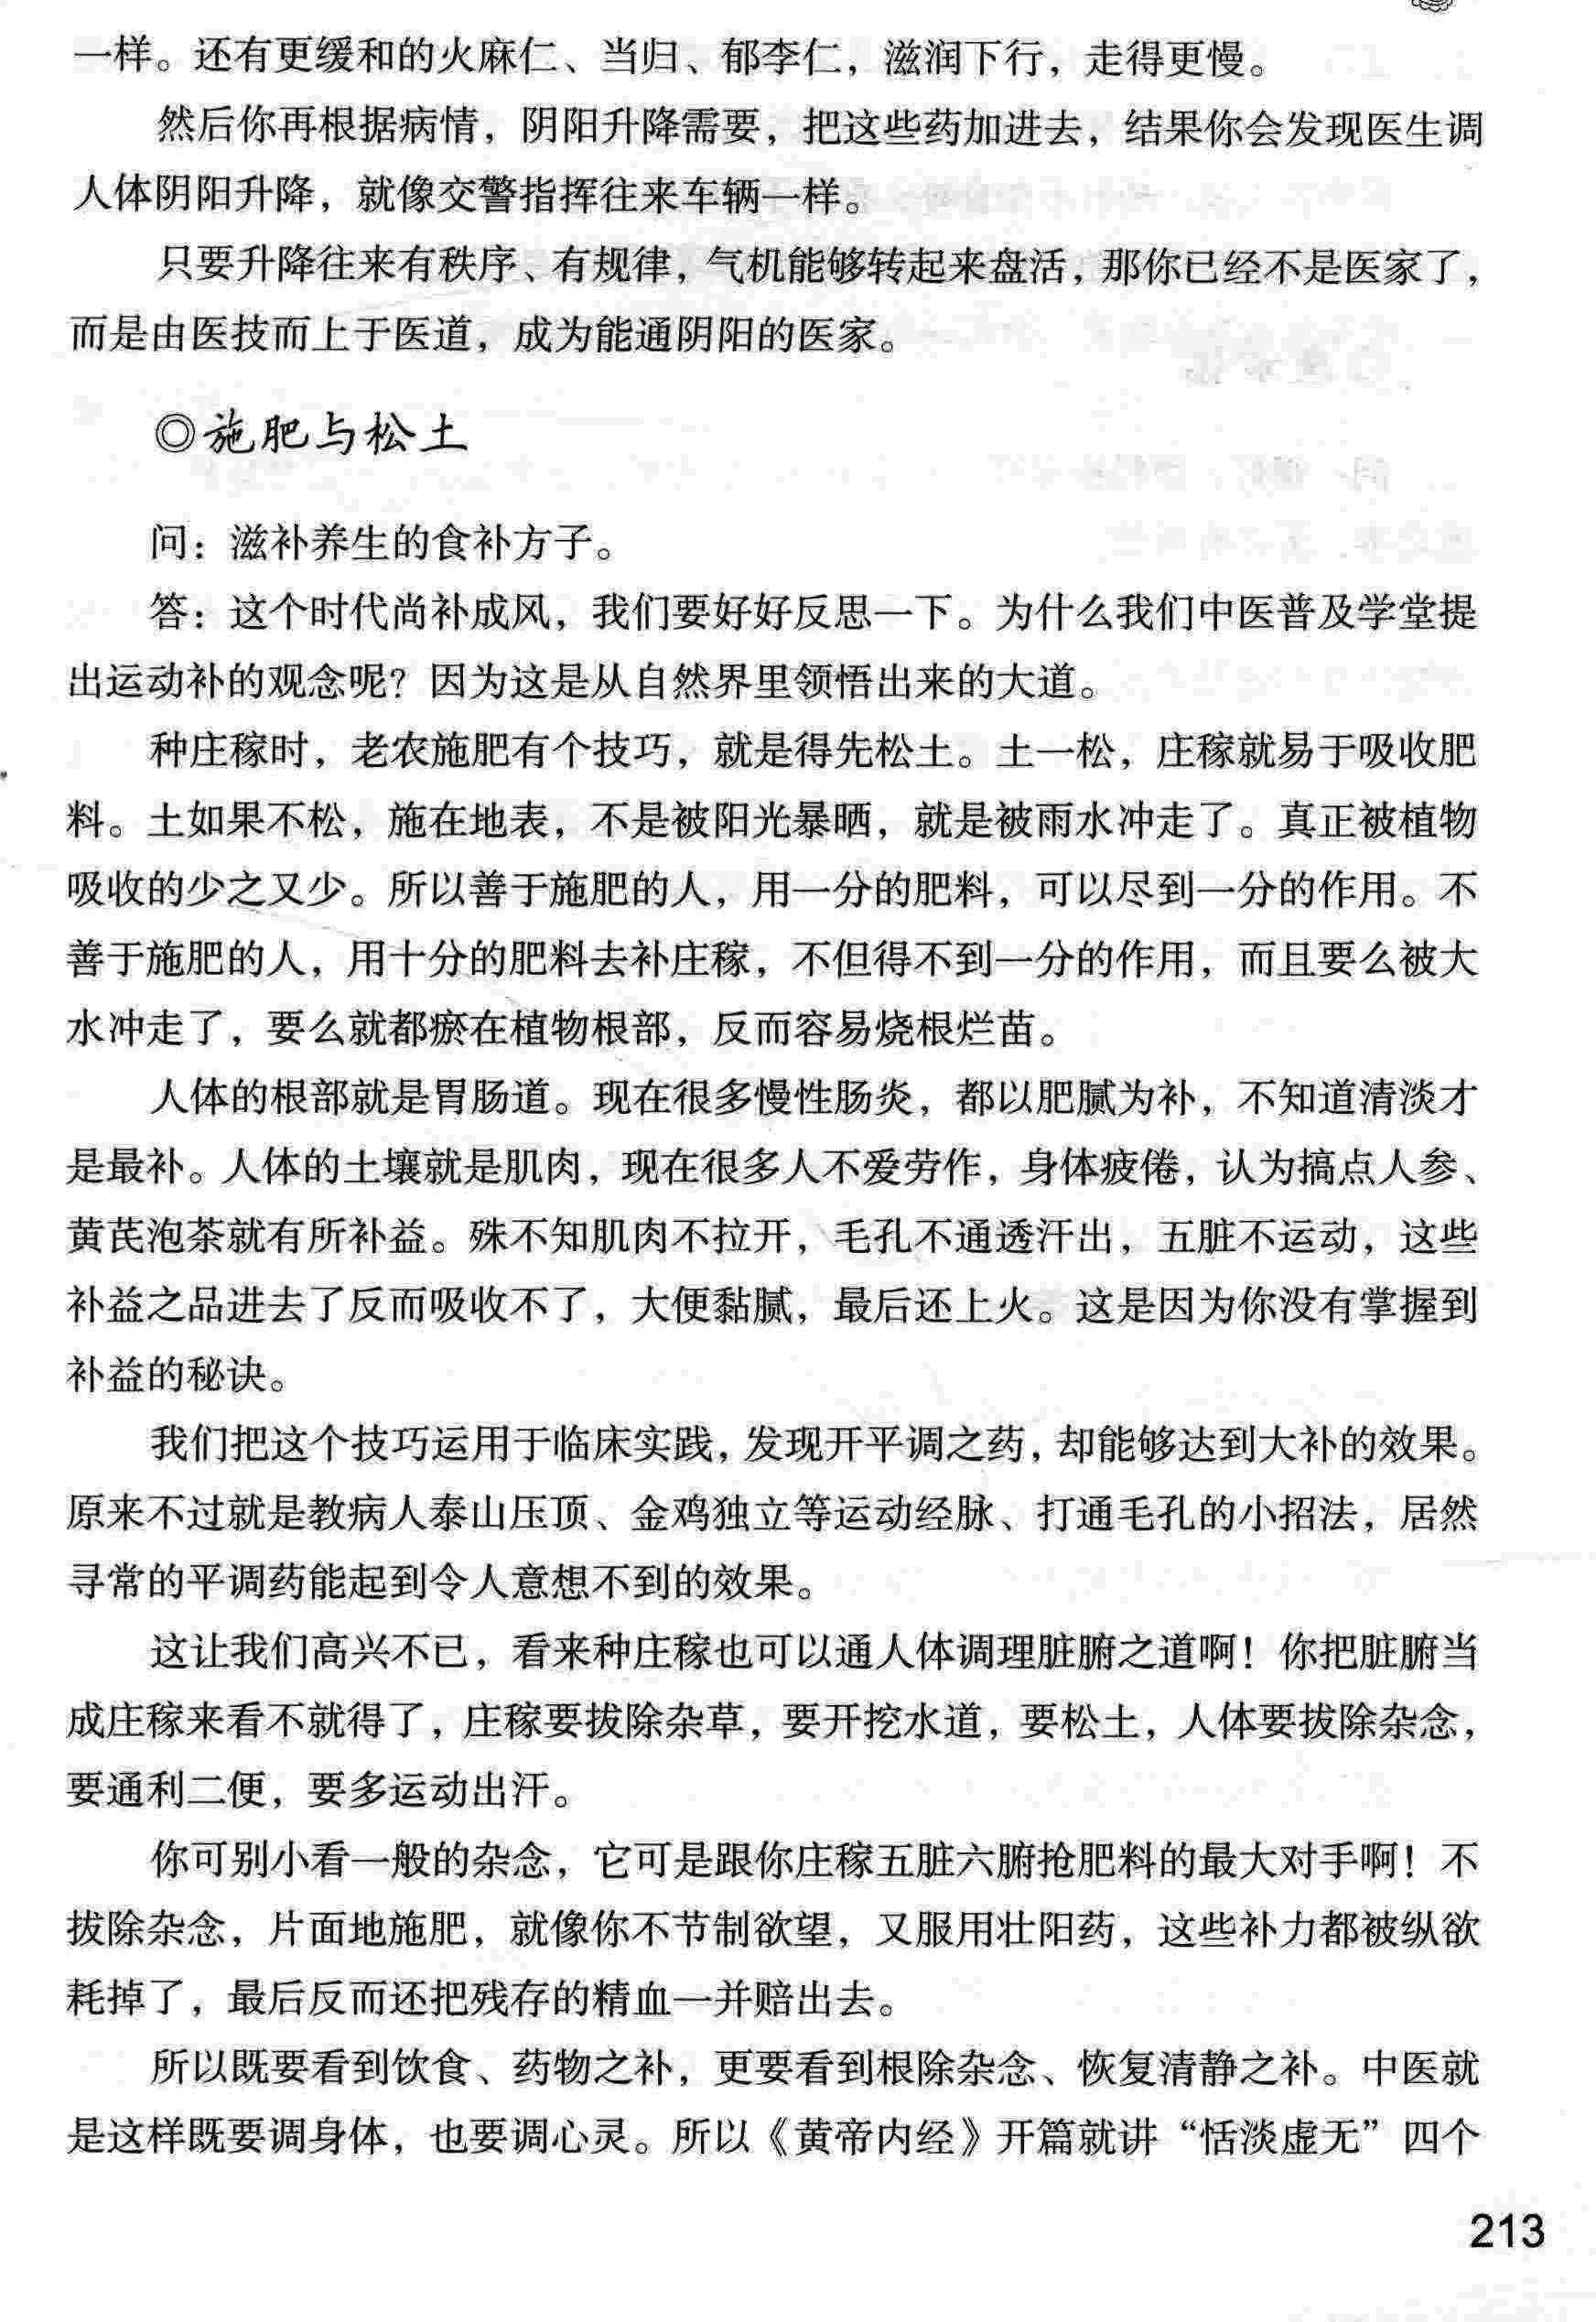 一样。还有更缓和的火麻仁、当归、郁李仁，滋润下行，走得更慢。
然后你再根据病情，阴阳升降需要，把这些药加进去，结果你会发现医生调
人体阴阳升降，就像交警指挥往来车辆一样。
只要升降往来有秩序、有规律，气机能够转起来盘活，那你已经不是医家了，
而是由医技而上于医道，成为能通阴阳的医家。
◎施肥与松土
问：滋补养生的食补方子。
答：这个时代尚补成风，我们要好好反思一下。为什么我们中医普及学堂提
出运动补的观念呢？因为这是从自然界里领悟出来的大道。
种庄稼时，老农施肥有个技巧，就是得先松土。土一松，庄稼就易于吸收肥
料。土如果不松，施在地表，不是被阳光暴晒，就是被雨水冲走了。真正被植物
吸收的少之又少。所以善于施肥的人，用一分的肥料，可以尽到一分的作用。不
善于施肥的人，用十分的肥料去补庄稼，不但得不到一分的作用，而且要么被大
水冲走了，要么就都瘀在植物根部，反而容易烧根烂苗。
人体的根部就是胃肠道。现在很多慢性肠炎，都以肥腻为补，不知道清淡才
是最补。人体的土壤就是肌肉，现在很多人不爱劳作，身体疲倦，认为搞点人参、
黄芪泡茶就有所补益。殊不知肌肉不拉开，毛孔不通透汗出，五脏不运动，这些
补益之品进去了反而吸收不了，大便黏腻，最后还上火。这是因为你没有掌握到
补益的秘诀。
我们把这个技巧运用于临床实践，发现开平调之药，却能够达到大补的效果。
原来不过就是教病人泰山压顶、金鸡独立等运动经脉、打通毛孔的小招法，居然
寻常的平调药能起到令人意想不到的效果。
这让我们高兴不已，看来种庄稼也可以通人体调理脏腑之道啊！你把脏腑当
成庄稼来看不就得了，庄稼要拔除杂草，要开挖水道，要松土，人体要拔除杂念，
要通利二便，要多运动出汗。
你可别小看一般的杂念，它可是跟你庄稼五脏六腑抢肥料的最大对手啊！不
拔除杂念，片面地施肥，就像你不节制欲望，又服用壮阳药，这些补力都被纵欲
耗掉了，最后反而还把残存的精血一并赔出去。
所以既要看到饮食、药物之补，更要看到根除杂念、恢复清静之补。中医就
是这样既要调身体，也要调心灵。所以《黄帝内经》开篇就讲“恬淡虚无”四个
213